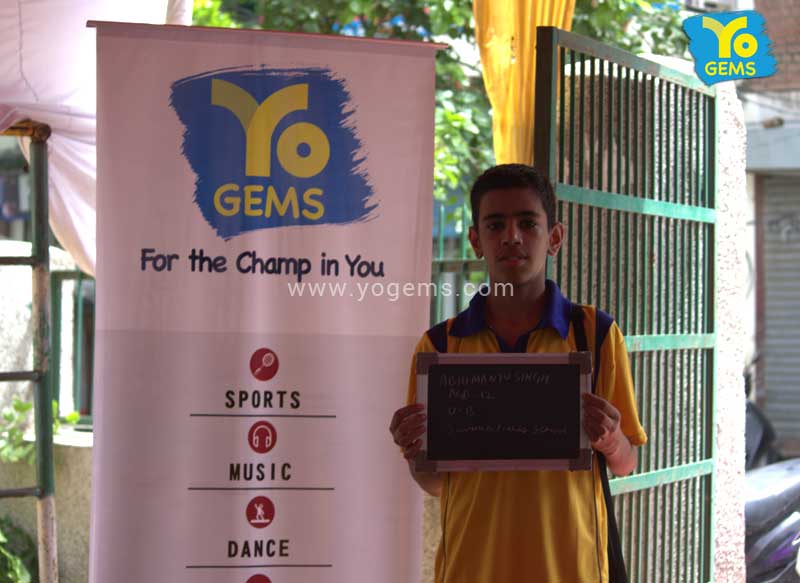 Yo
GEMS
Yo
GEMS
For the Champ in You
www.yogems.com
SPORTS
MUSIC
DANCE
ABHIMANYU SINGH
AGE - 12
U-13
School